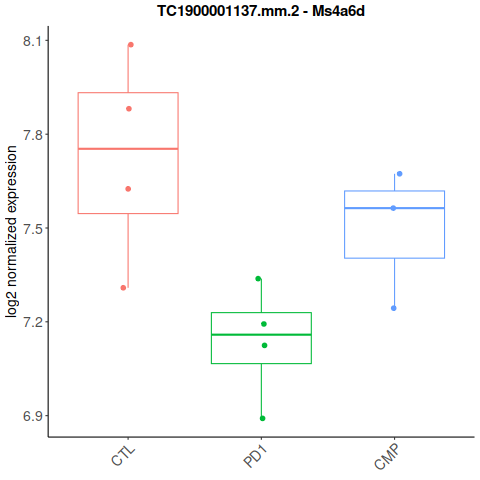 TC1900001137.mm.2 - Ms4a6d
log2 normalized expression
8.1
7.8
7.5
7.2
6.9
CTL
PD1
CMP